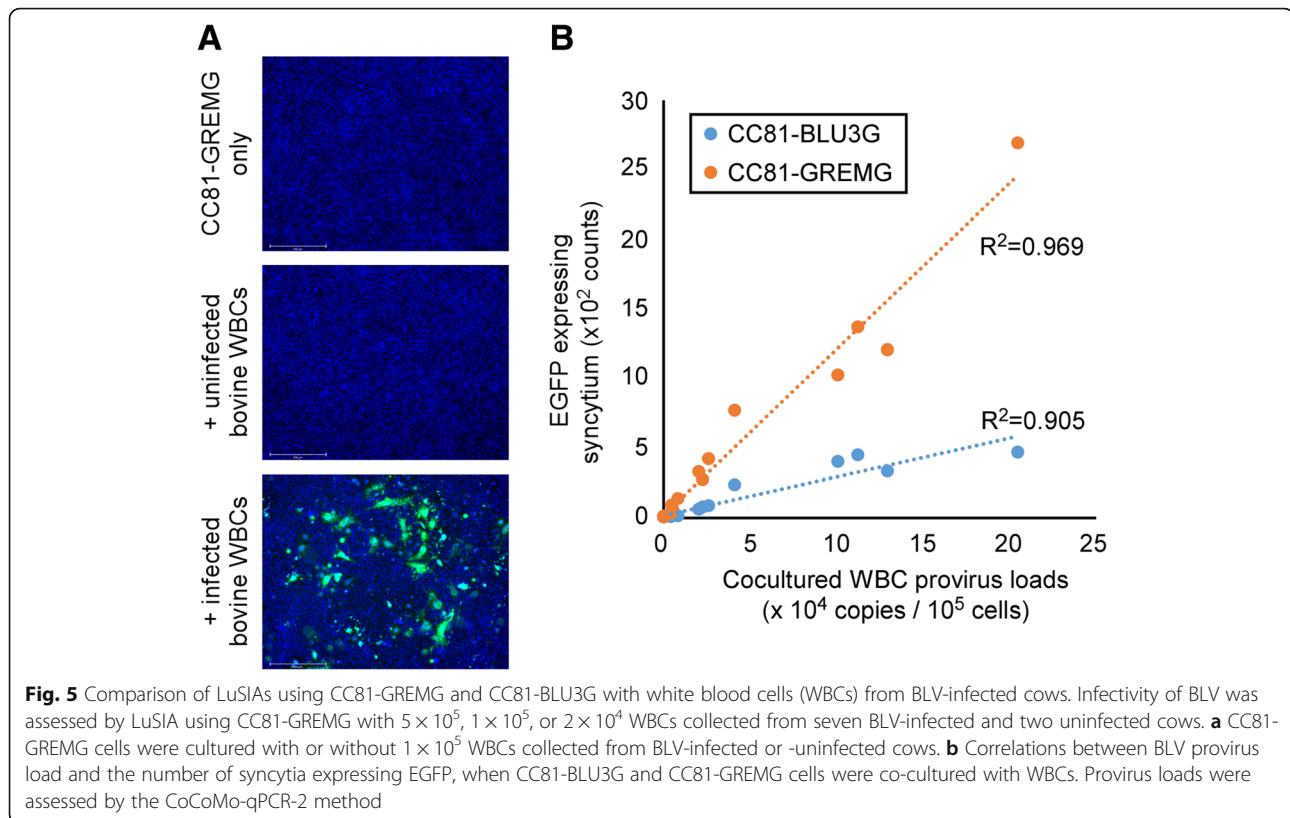 A
CC81-GREMG
only
+ uninfected
bovine WBCs
+ infected
bovine WBCs
B
30
25
20
15
10
5
0
EGFP expressing
syncytium (x10² counts)
CC81-BLU3G
CC81-GREMG
R²=0.969
R²=0.905
0 5 10 15 20 25
Cocultured WBC provirus loads
(x 10⁴ copies / 10⁵ cells)
Fig. 5 Comparison of LuSIAs using CC81-GREMG and CC81-BLU3G with white blood cells (WBCs) from BLV-infected cows. Infectivity of BLV was
assessed by LuSIA using CC81-GREMG with 5 × 10⁵, 1 × 10⁵, or 2 × 10⁴ WBCs collected from seven BLV-infected and two uninfected cows. a CC81-
GREMG cells were cultured with or without 1 × 10⁵ WBCs collected from BLV-infected or -uninfected cows. b Correlations between BLV provirus
load and the number of syncytia expressing EGFP, when CC81-BLU3G and CC81-GREMG cells were co-cultured with WBCs. Provirus loads were
assessed by the CoCoMo-qPCR-2 method